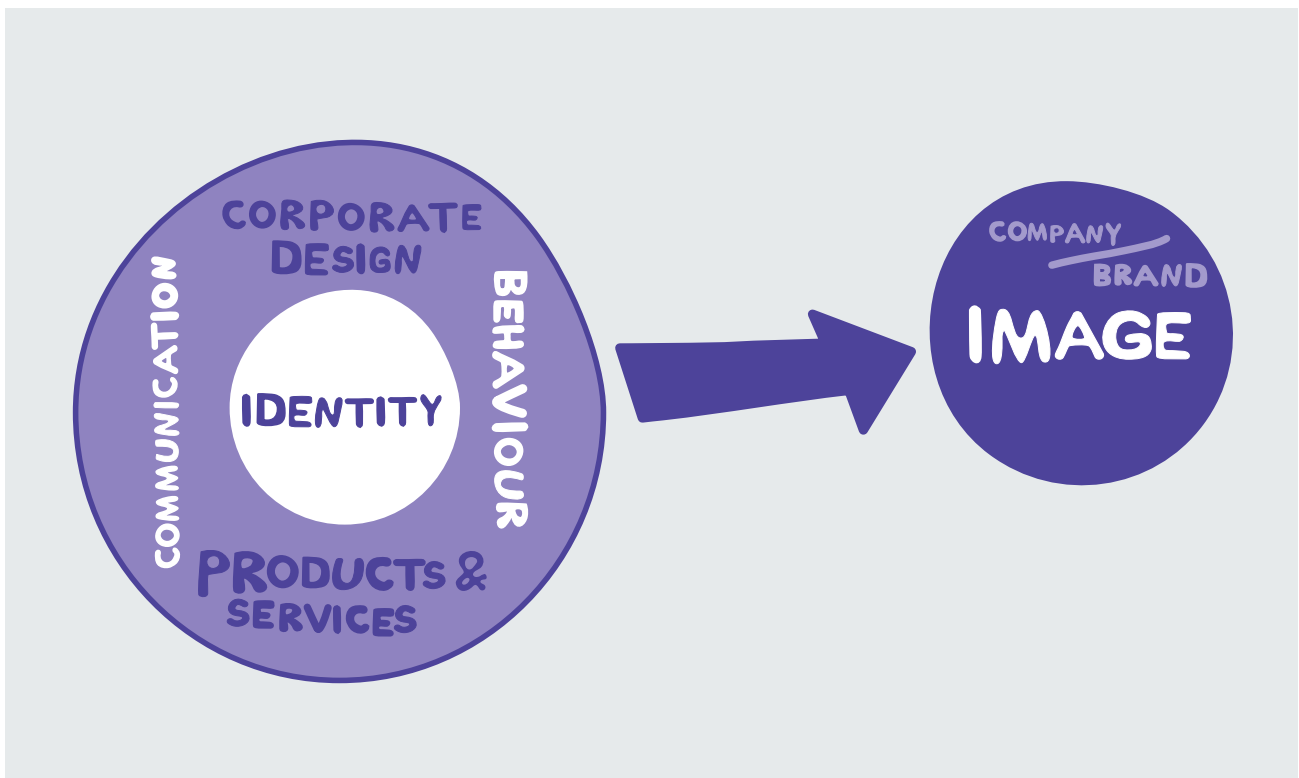 CORPORATE
DESIGN
COMMUNICATION
BEHAVIOUR
IDENTITY
PRODUCTS &
SERVICES
COMPANY
BRAND
IMAGE